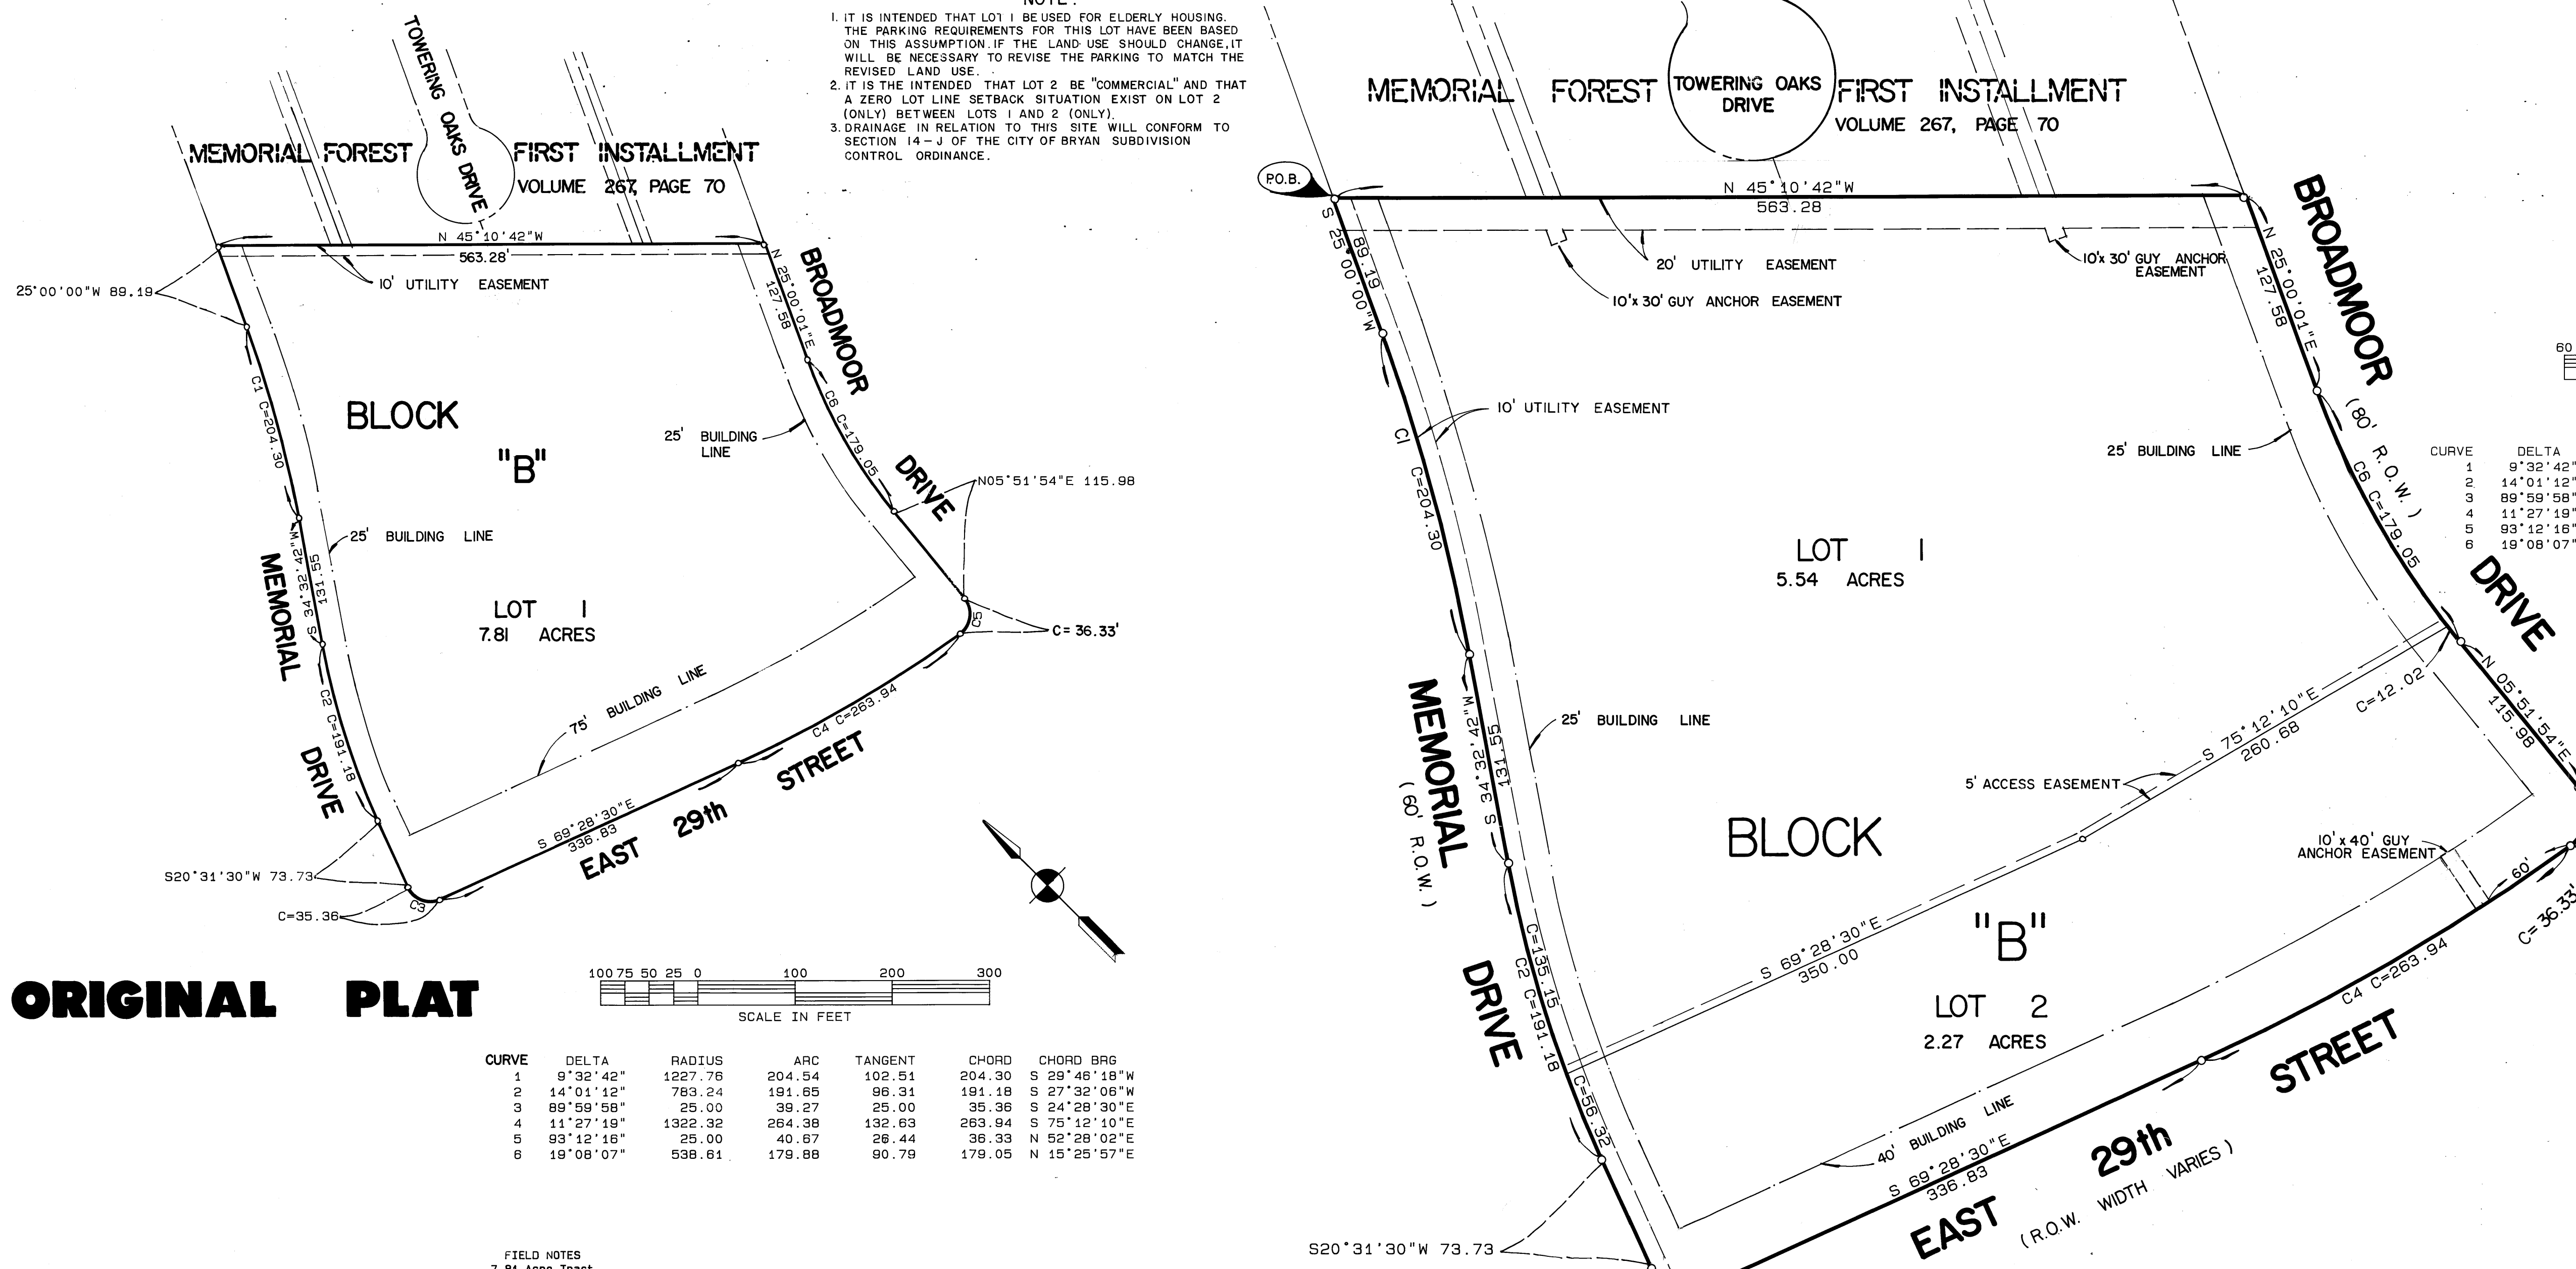 NOTE:
1. IT IS INTENDED THAT LOT 1 BE USED FOR ELDERLY HOUSING.
THE PARKING REQUIREMENTS FOR THIS LOT HAVE BEEN BASED
ON THIS ASSUMPTION. IF THE LAND USE SHOULD CHANGE, IT
WILL BE NECESSARY TO REVISE THE PARKING TO MATCH THE
REVISED LAND USE.
2. IT IS THE INTENDED THAT LOT 2 BE "COMMERCIAL" AND THAT
A ZERO LOT LINE SETBACK SITUATION EXIST ON LOT 2
(ONLY) BETWEEN LOTS 1 AND 2 (ONLY).
3. DRAINAGE IN RELATION TO THIS SITE WILL CONFORM TO
SECTION 14-J OF THE CITY OF BRYAN SUBDIVISION
CONTROL ORDINANCE.
TOWERING OAKS DRIVE
MEMORIAL FOREST FIRST INSTALLMENT
VOLUME 267, PAGE 70
N 45°10'42"W
563.28'
10' UTILITY EASEMENT
25°00'00"W 89.19
N 25°00'01"E
127.58
BROADMOOR
DRIVE
C1 C=204.30
C6 C=179.05
BLOCK
"B"
25' BUILDING
LINE
N05°51'54"E 115.98
25' BUILDING LINE
S 34°32'42"W
131.55
MEMORIAL
DRIVE
LOT 1
7.81 ACRES
C5
C=36.33'
75' BUILDING LINE
C2 C=191.18
C4 C=263.94
S 69°28'30"E
336.83
EAST 29th STREET
S20°31'30"W 73.73
C3
C=35.36
ORIGINAL PLAT
100 75 50 25 0 100 200 300
SCALE IN FEET
CURVE DELTA RADIUS ARC TANGENT CHORD CHORD BRG
1 9°32'42" 1227.76 204.54 102.51 204.30 S 29°46'18"W
2 14°01'12" 783.24 191.65 96.31 191.18 S 27°32'06"W
3 89°59'58" 25.00 39.27 25.00 35.36 S 24°28'30"E
4 11°27'19" 1322.32 264.38 132.63 263.94 S 75°12'10"E
5 93°12'16" 25.00 40.67 26.44 36.33 N 52°28'02"E
6 19°08'07" 538.61 179.88 90.79 179.05 N 15°25'57"E
FIELD NOTES
7.81 Acre Tract
MEMORIAL FOREST
TOWERING OAKS
DRIVE
FIRST INSTALLMENT
VOLUME 267, PAGE 70
P.O.B.
N 45°10'42"W
563.28
S 25°00'00"W
89.19
20' UTILITY EASEMENT
10'x 30' GUY ANCHOR EASEMENT
10'x 30' GUY ANCHOR
EASEMENT
N 25°00'01"E
127.58
BROADMOOR
(80' R.O.W.)
DRIVE
10' UTILITY EASEMENT
C1 C=204.30
25' BUILDING LINE
C6 C=179.05
60
CURVE DELTA
1 9°32'42"
2 14°01'12"
3 89°59'58"
4 11°27'19"
5 93°12'16"
6 19°08'07"
LOT 1
5.54 ACRES
MEMORIAL
(60' R.O.W.)
DRIVE
S 34°32'42"W
131.55
25' BUILDING LINE
S 75°12'10"E
260.68
C=12.02
N 05°51'54"E
115.98
5' ACCESS EASEMENT
BLOCK
"B"
10'x 40' GUY
ANCHOR EASEMENT
60'
C=36.33'
S 69°28'30"E
350.00
C=135.15
C2 C=191.18
C=56.32
LOT 2
2.27 ACRES
C4 C=263.94
40' BUILDING LINE
S 69°28'30"E
336.83
EAST 29th STREET
(R.O.W. WIDTH VARIES)
S20°31'30"W 73.73